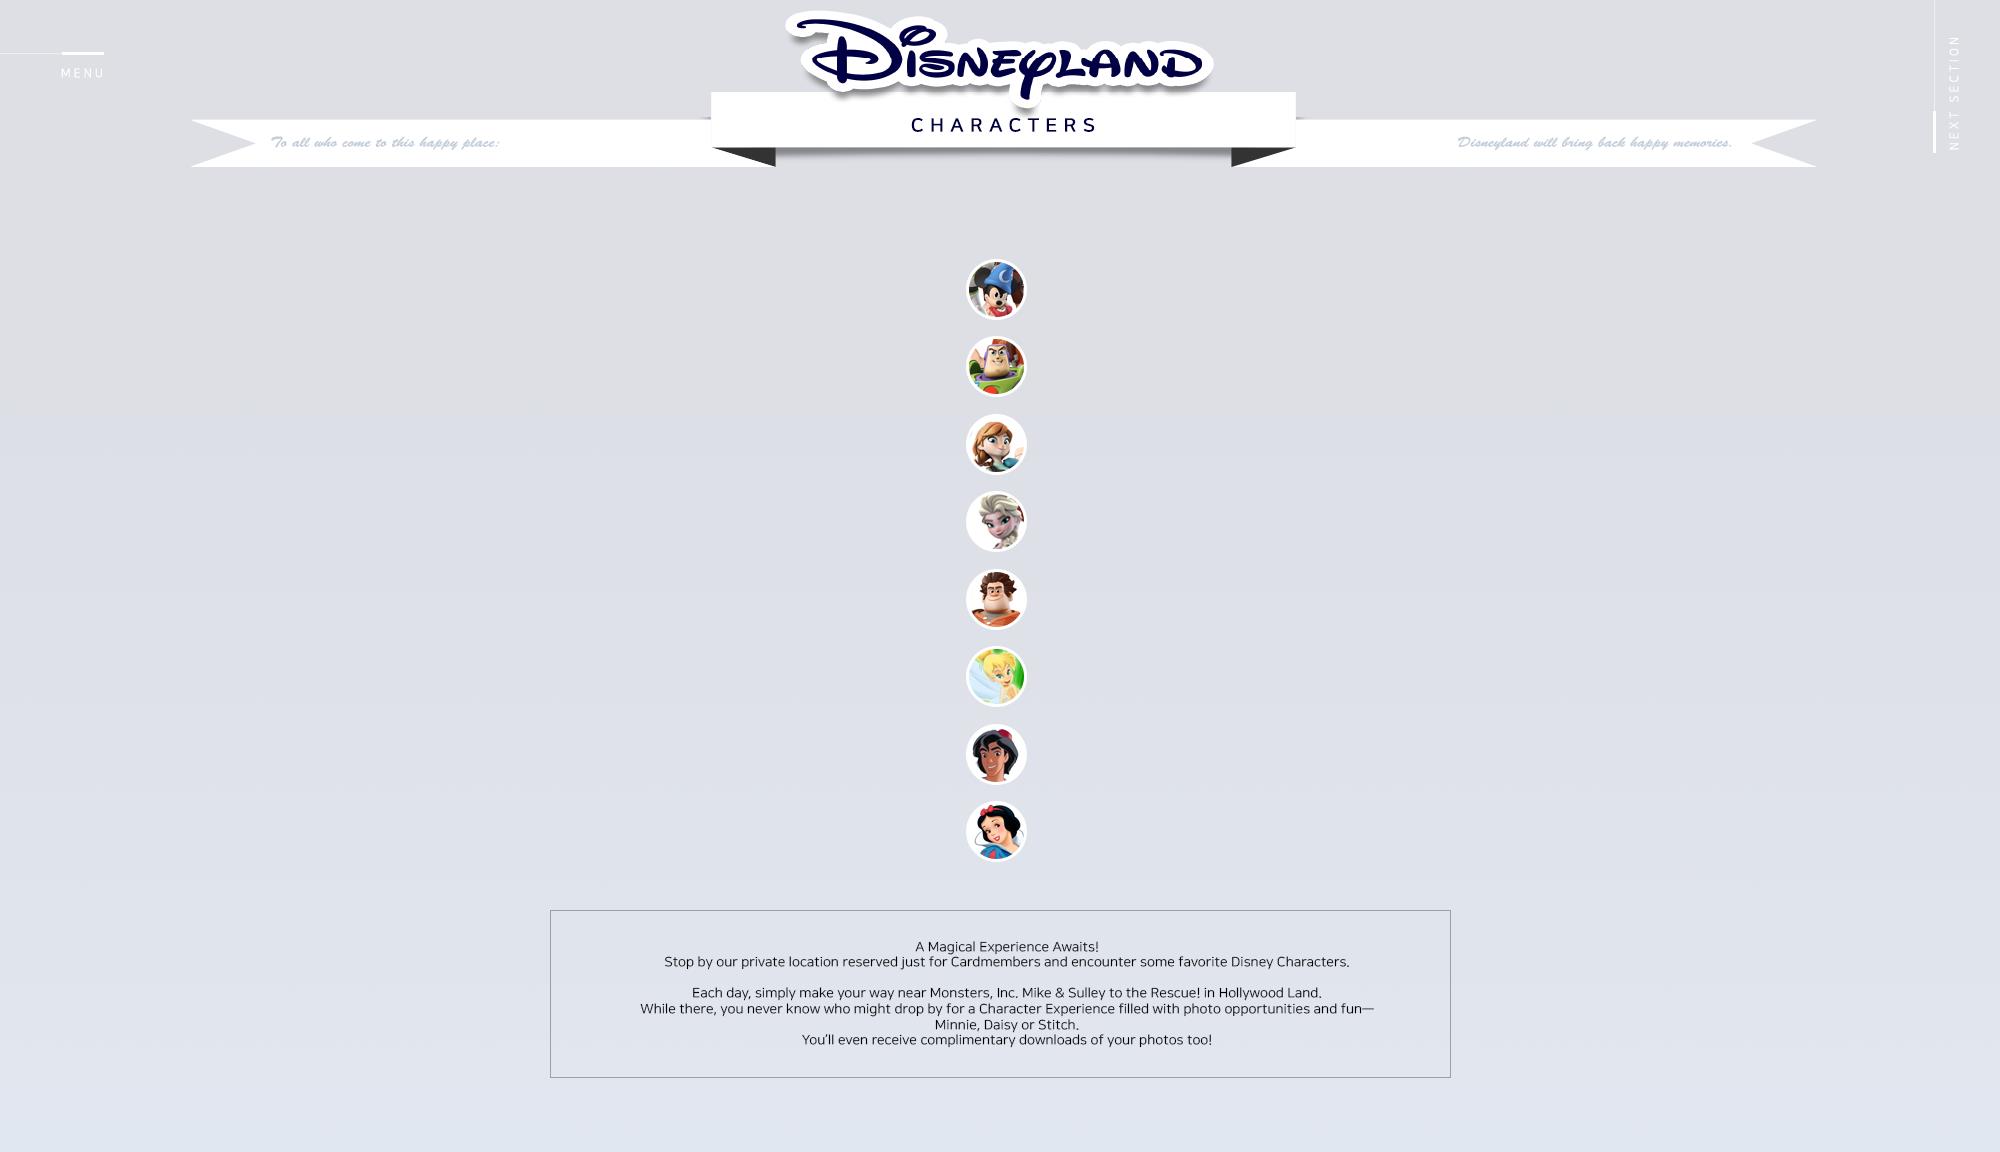 MENU
DISNEYLAND
NEXT SECTION
CHARACTERS
To all who come to this happy place:
Disneyland will bring back happy memories.
A Magical Experience Awaits!
Stop by our private location reserved just for Cardmembers and encounter some favorite Disney Characters.
Each day, simply make your way near Monsters, Inc. Mike & Sulley to the Rescue! in Hollywood Land.
While there, you never know who might drop by for a Character Experience filled with photo opportunities and fun—
Minnie, Daisy or Stitch.
You'll even receive complimentary downloads of your photos too!